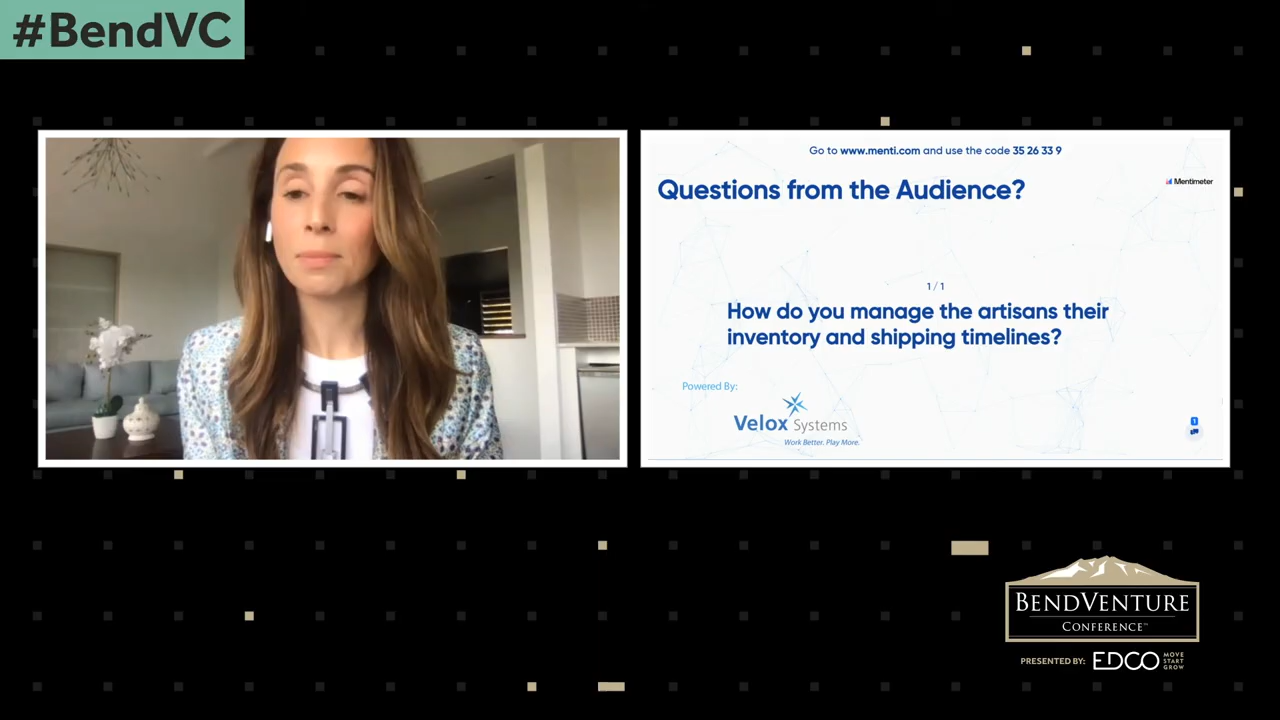 #BendVC
Go to www.menti.com and use the code 35 26 33 9
Questions from the Audience?
Mentimeter
1 / 1
How do you manage the artisans their
inventory and shipping timelines?
Powered By:
Velox Systems
Work Better. Play More.
1
BENDVENTURE
CONFERENCE™
PRESENTED BY: EDCO MOVE
START
GROW